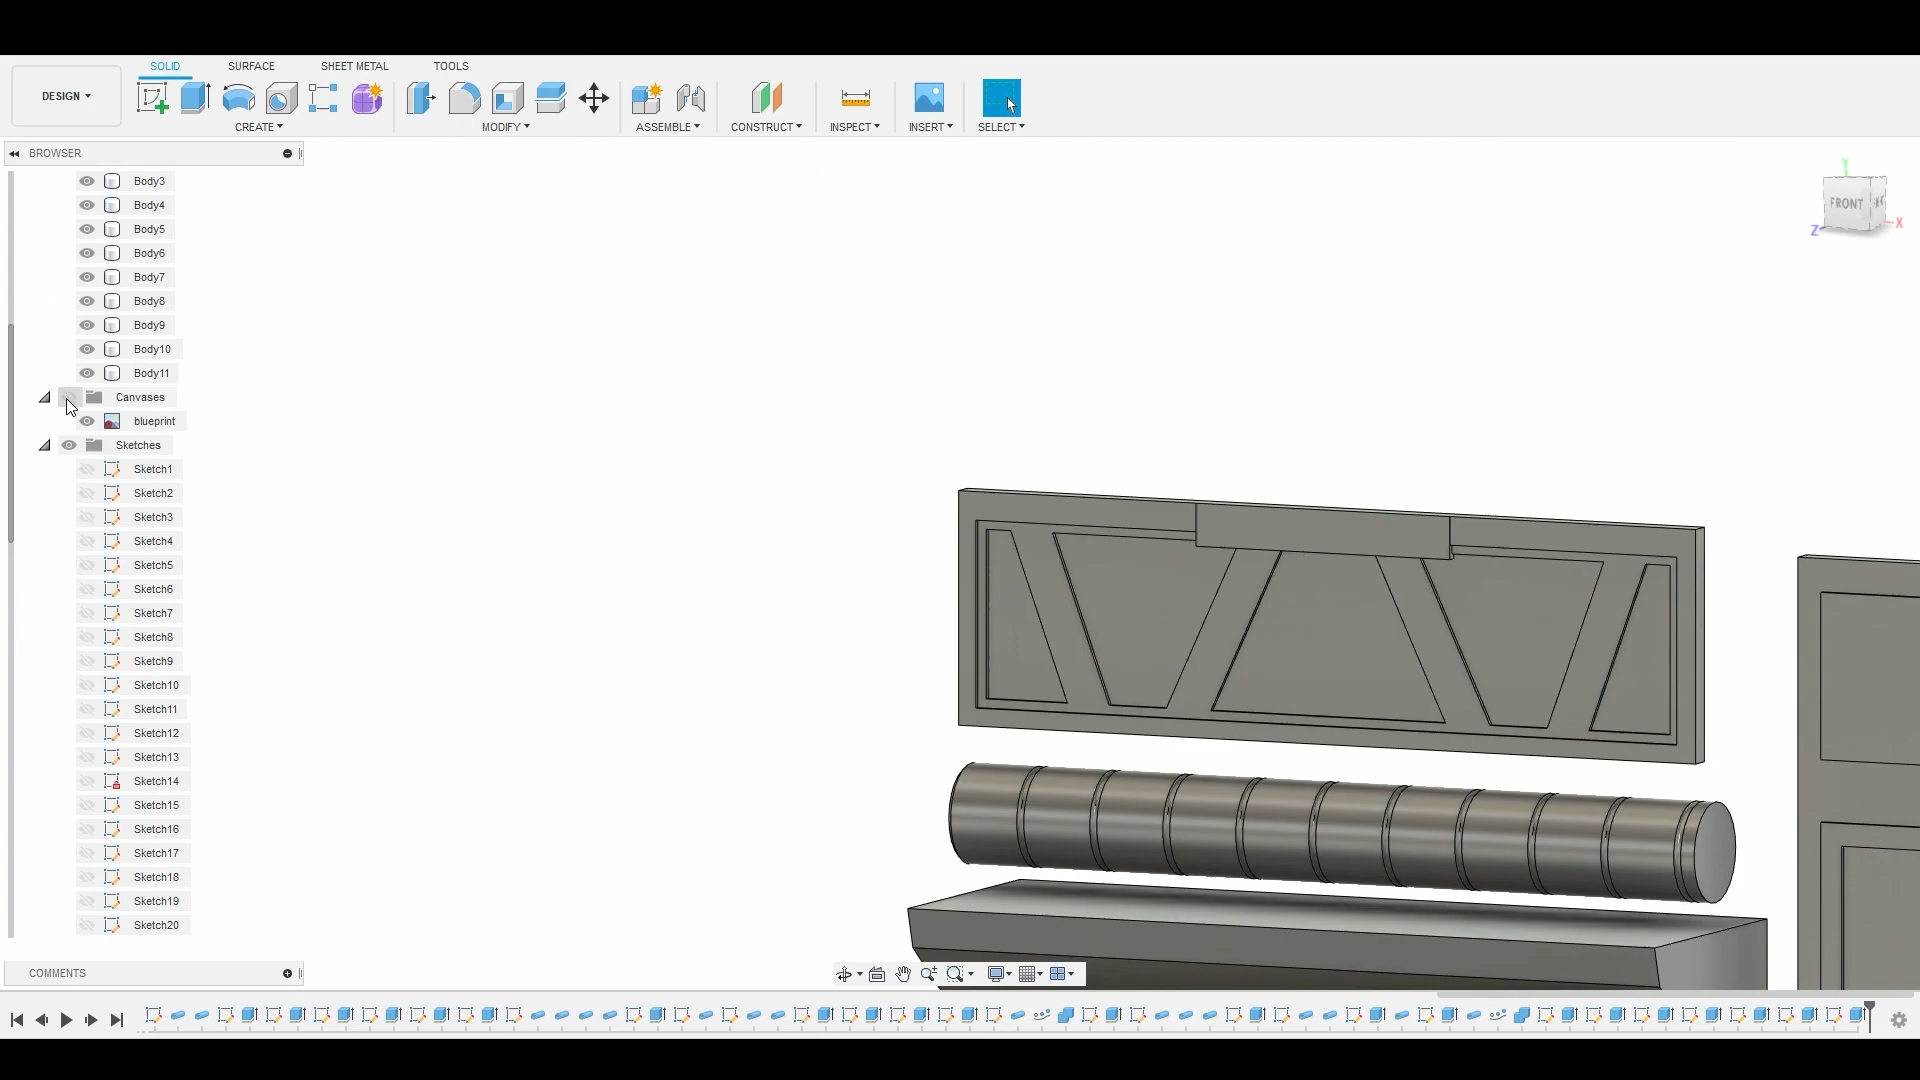 SOLID
SURFACE
SHEET METAL
TOOLS
DESIGN
CREATE
MODIFY
ASSEMBLE
CONSTRUCT
INSPECT
INSERT
SELECT
BROWSER
Body3
Body4
Body5
Body6
Body7
Body8
Body9
Body10
Body11
Canvases
blueprint
Sketches
Sketch1
Sketch2
Sketch3
Sketch4
Sketch5
Sketch6
Sketch7
Sketch8
Sketch9
Sketch10
Sketch11
Sketch12
Sketch13
Sketch14
Sketch15
Sketch16
Sketch17
Sketch18
Sketch19
Sketch20
COMMENTS
Y
FRONT
X
Z